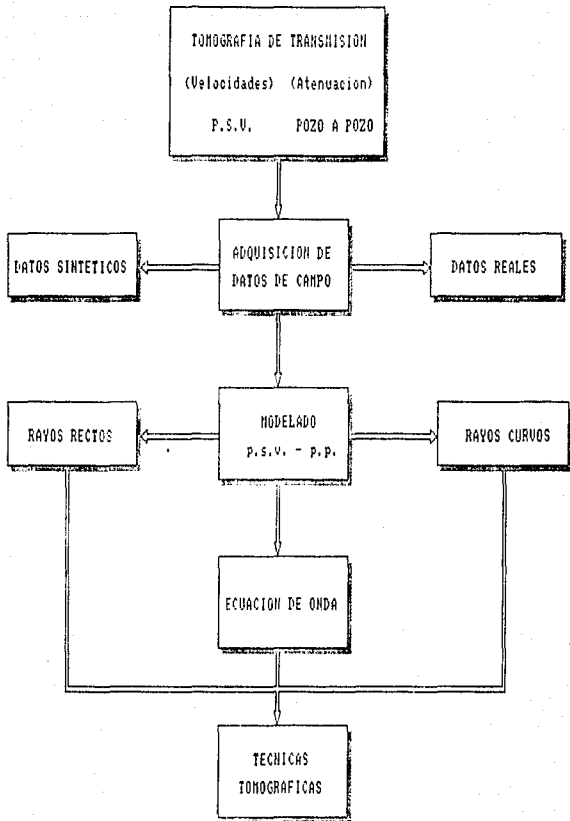 TOMOGRAFIA DE TRANSMISION
(Velocidades) (Atenuacion)
P.S.V. POZO A POZO
DATOS SINTETICOS
ADQUISICION DE
DATOS DE CAMPO
DATOS REALES
RAYOS RECTOS
MODELADO
p.s.v. - p.p.
RAYOS CURVOS
ECUACION DE ONDA
TECNICAS
TOMOGRAFICAS